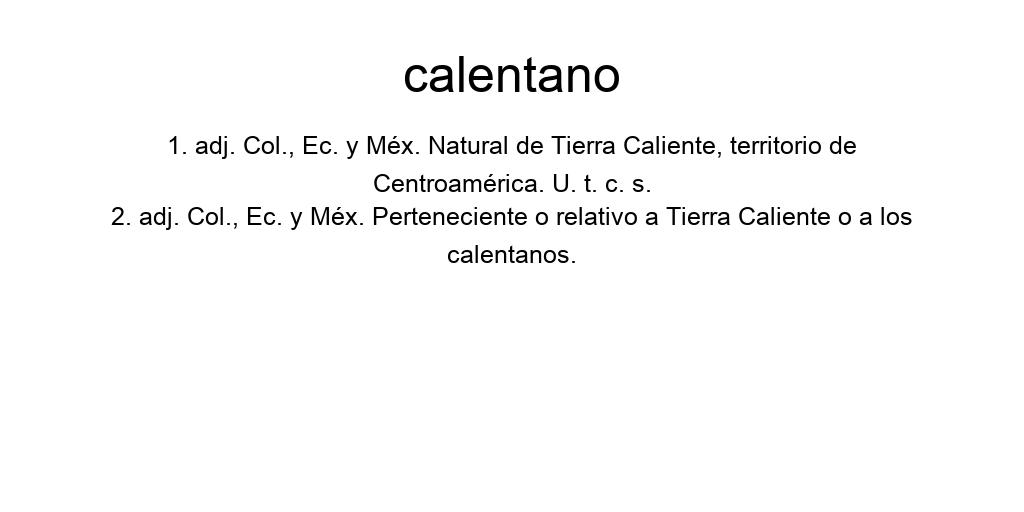 calentano
1. adj. Col., Ec. y Méx. Natural de Tierra Caliente, territorio de
Centroamérica. U. t. c. s.
2. adj. Col., Ec. y Méx. Perteneciente o relativo a Tierra Caliente o a los
calentanos.